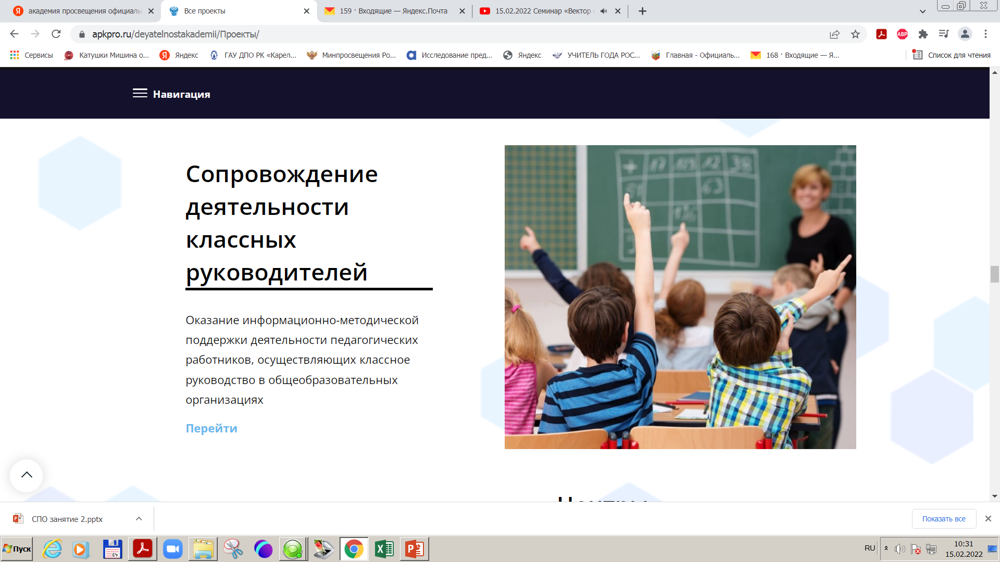 академия просвещения официаль
Все проекты
159 · Входящие — Яндекс.Почта
15.02.2022 Семинар «Вектор
apkpro.ru/deyatelnostakademii/Проекты/
ABP
Сервисы
Катушки Мишина о...
Яндекс
ГАУ ДПО РК «Карел...
Минпросвещения Ро...
Исследование пред...
Яндекс
УЧИТЕЛЬ ГОДА РОС...
Главная - Официаль...
168 · Входящие — Я...
Список для чтения
Навигация
Сопровождение
деятельности
классных
руководителей
Оказание информационно-методической
поддержки деятельности педагогических
работников, осуществляющих классное
руководство в общеобразовательных
организациях
Перейти
СПО занятие 2.pptx
Показать все
Пуск
64
RU
10:31
15.02.2022